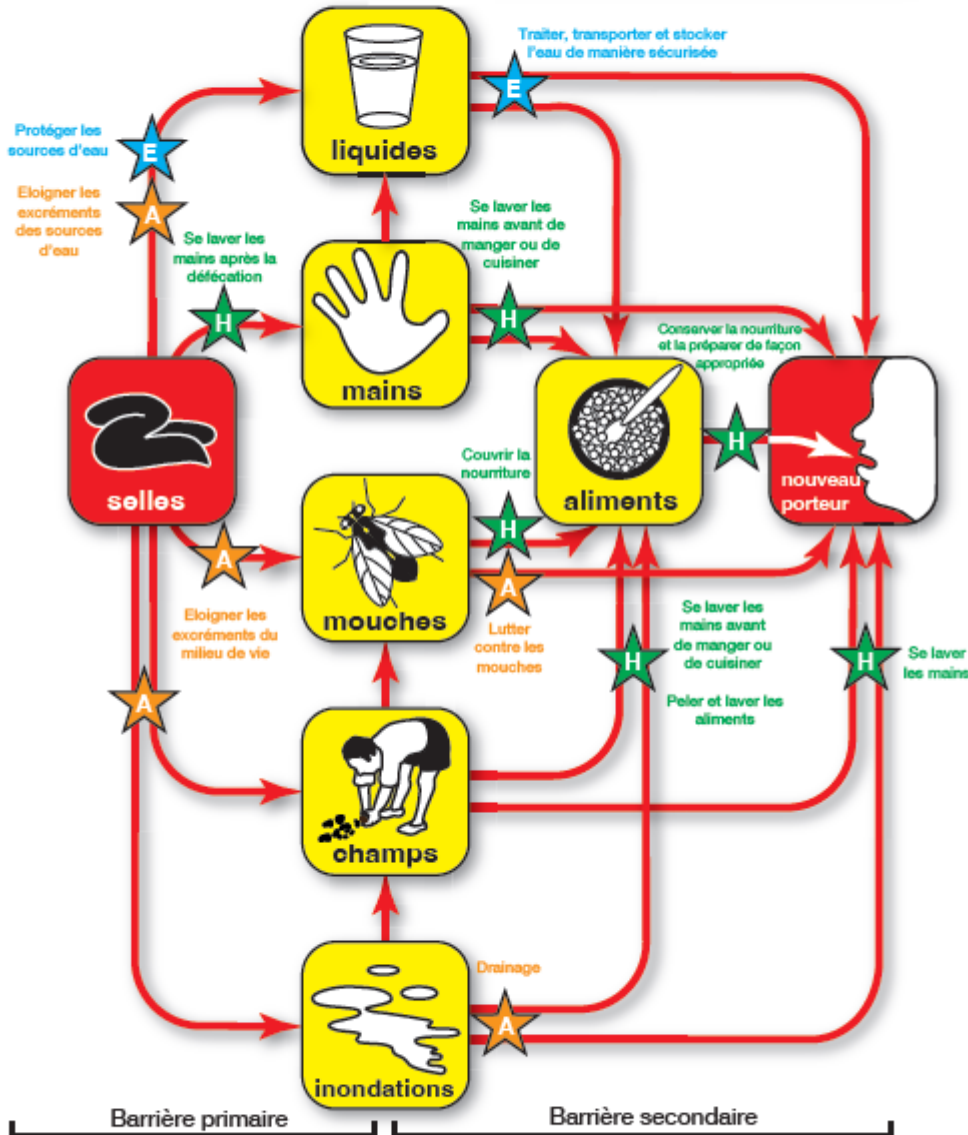 Traiter, transporter et stocker
l'eau de manière sécurisée
E
liquides
Protéger les
sources d'eau
E
Eloigner les
excréments
des sources
d'eau
A
Se laver les
mains après la
défécation
H
Se laver les
mains avant de
manger ou de
cuisiner
H
mains
Conserver la nourriture
et la préparer de façon
appropriée
H
selles
aliments
nouveau
porteur
Couvrir la
nourriture
H
A
Eloigner les
excréments du
milieu de vie
mouches
A
Lutter
contre les
mouches
Se laver les
mains avant
de manger ou
de cuisiner
H
Peler et laver les
aliments
H
Se laver
les mains
A
champs
Drainage
A
inondations
Barrière primaire
Barrière secondaire